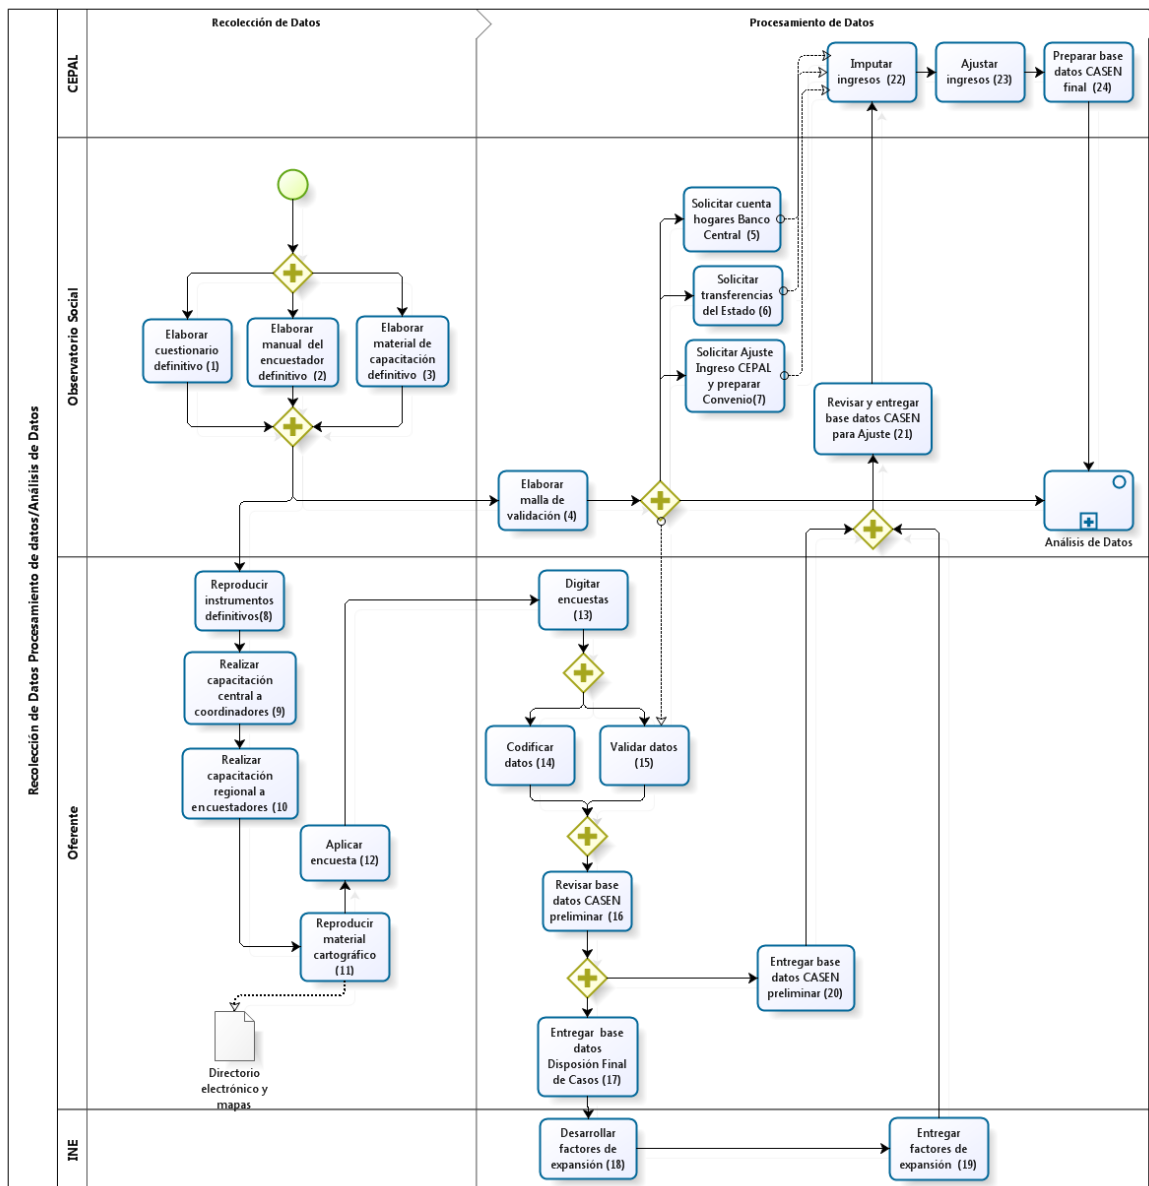 Recolección de Datos Procesamiento de datos/Análisis de Datos
Recolección de Datos
Procesamiento de Datos
CEPAL
Imputar
ingresos (22)
Ajustar
ingresos (23)
Preparar base
datos CASEN
final (24)
Observatorio Social
Solicitar cuenta
hogares Banco
Central (5)
Solicitar
transferencias
del Estado (6)
Solicitar Ajuste
Ingreso CEPAL
y preparar
Convenio(7)
Elaborar
cuestionario
definitivo (1)
Elaborar
manual del
encuestador
definitivo (2)
Elaborar
material de
capacitación
definitivo (3)
Revisar y entregar
base datos CASEN
para Ajuste (21)
Elaborar
malla de
validación (4)
Análisis de Datos
Oferente
Reproducir
instrumentos
definitivos(8)
Realizar
capacitación
central a
coordinadores (9)
Realizar
capacitación
regional a
encuestadores (10
Aplicar
encuesta (12)
Reproducir
material
cartográfico
(11)
Directorio
electrónico y
mapas
Digitar
encuestas
(13)
Codificar
datos (14)
Validar datos
(15)
Revisar base
datos CASEN
preliminar (16
Entregar base
datos CASEN
preliminar (20)
Entregar base
datos
Disposión Final
de Casos (17)
INE
Desarrollar
factores de
expansión (18)
Entregar
factores de
expansión (19)